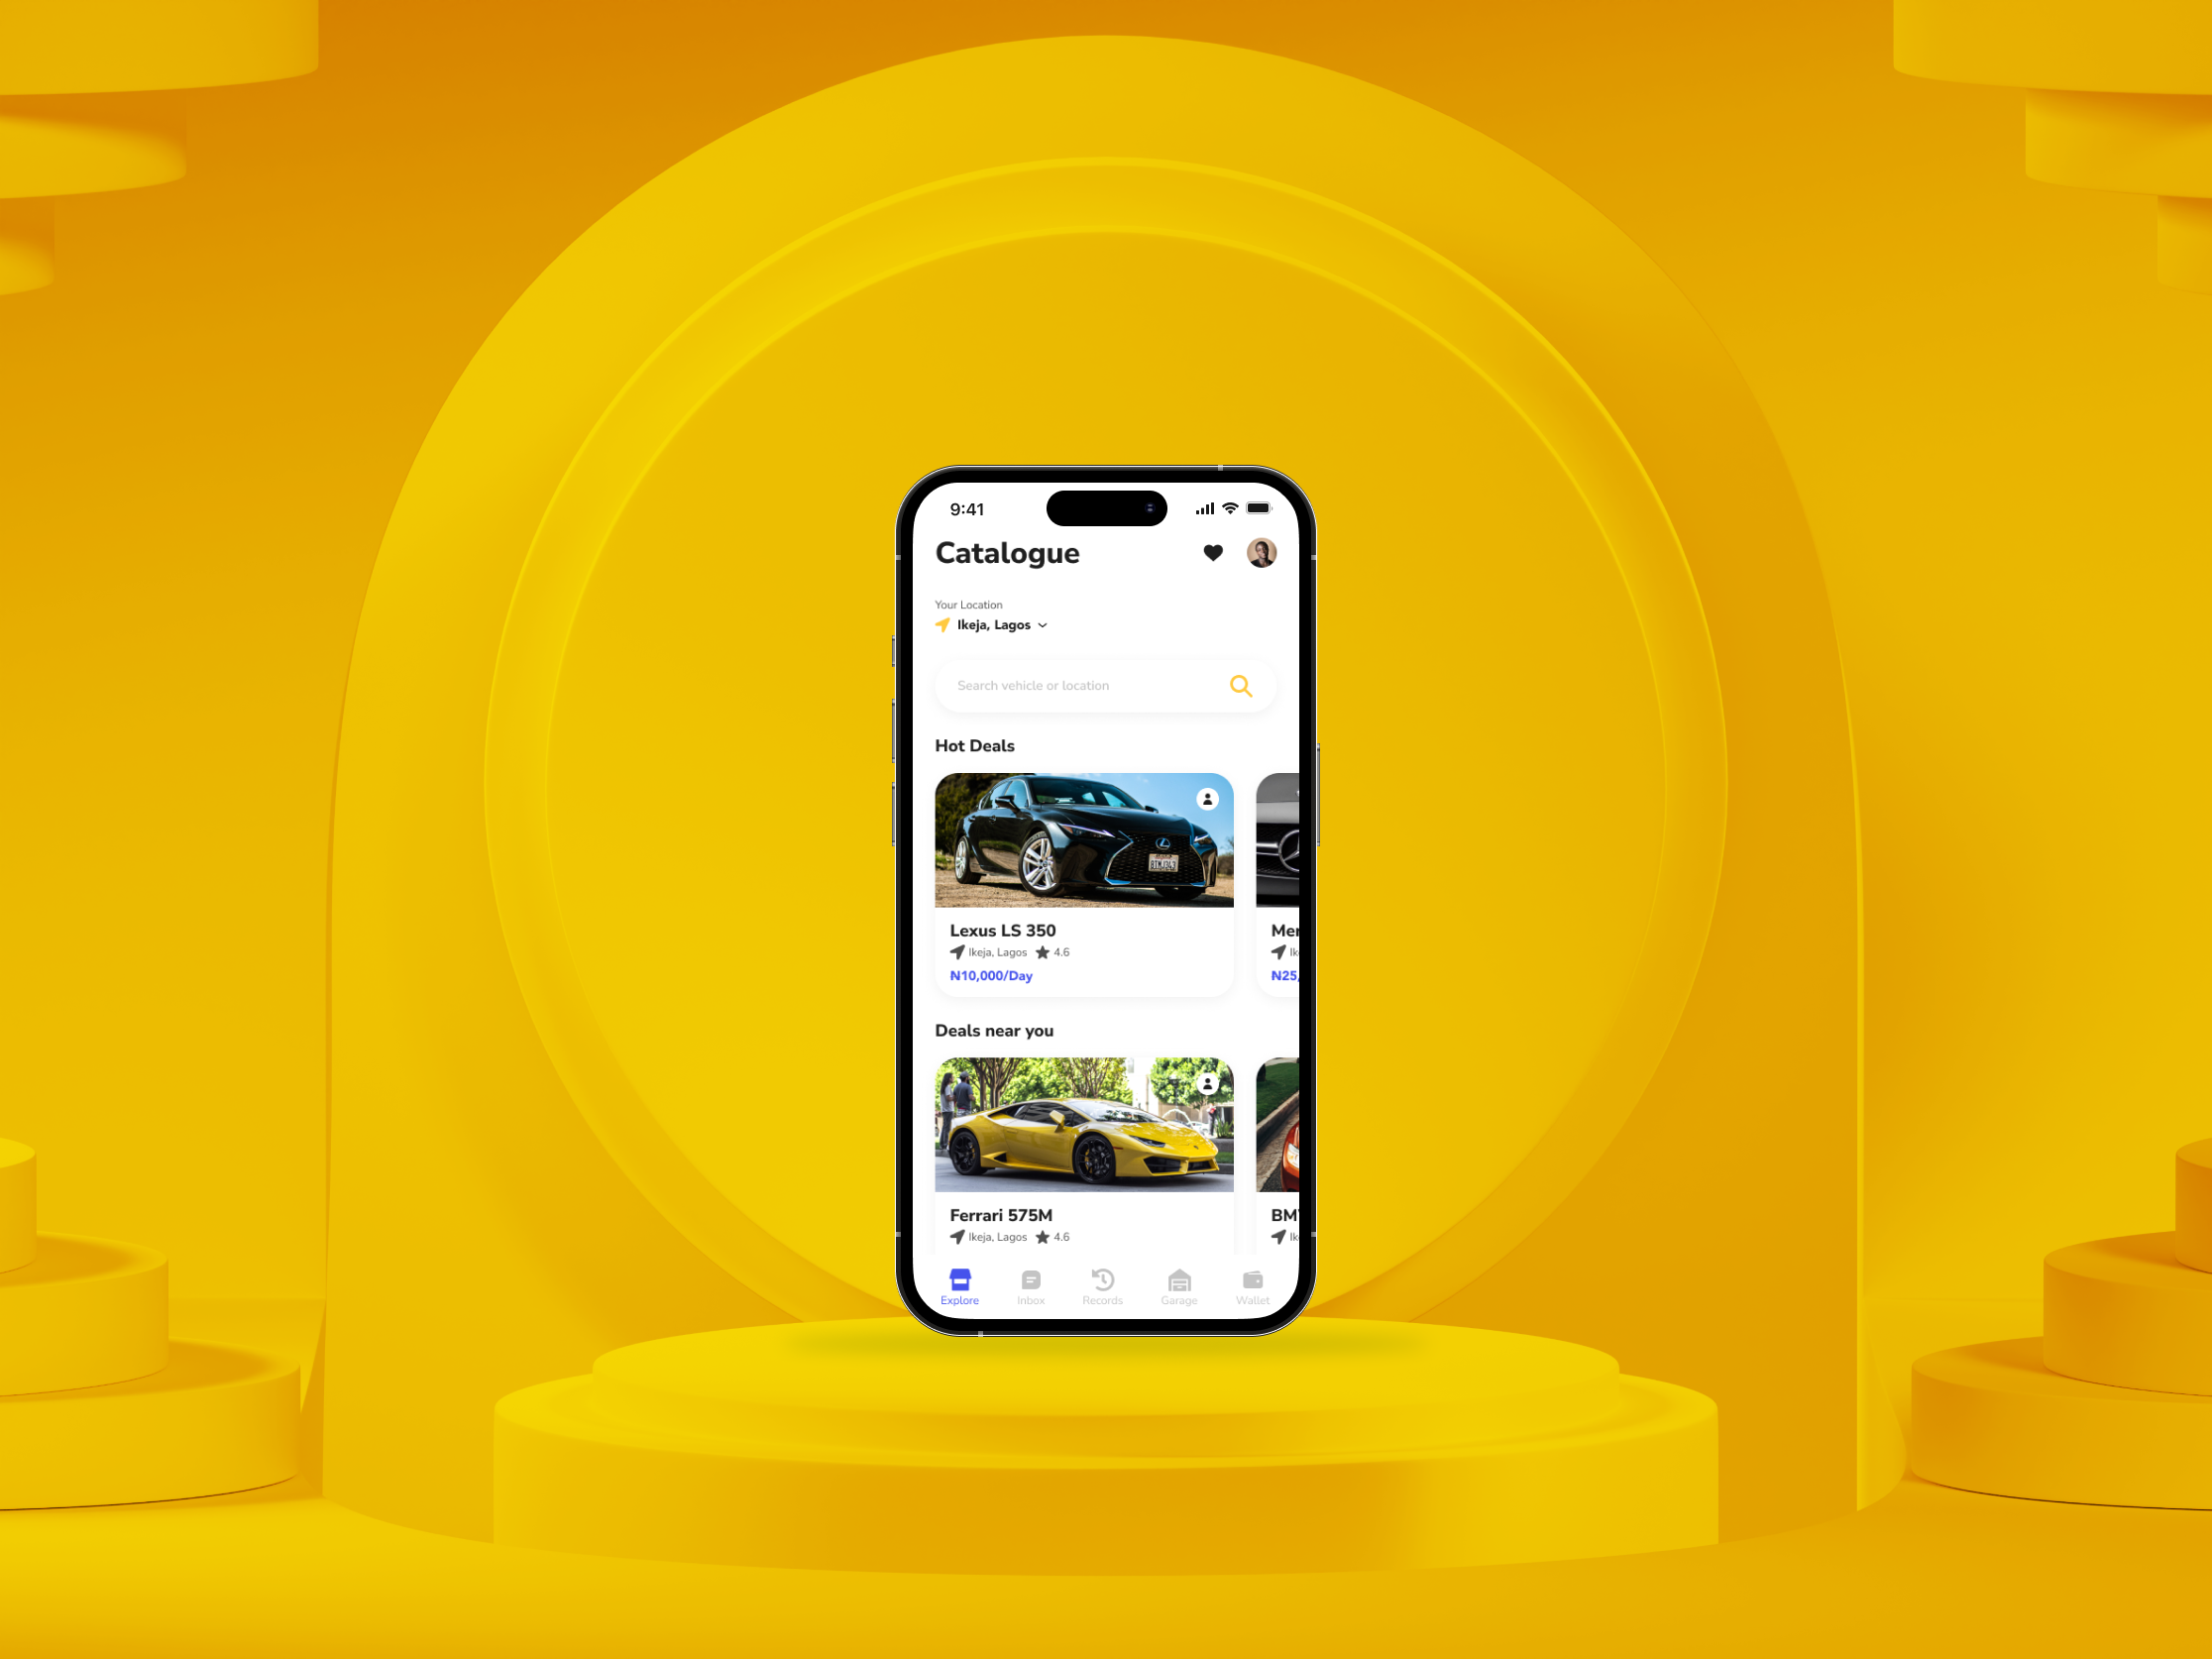 9:41
Catalogue
Your Location
Ikeja, Lagos
Search vehicle or location
Hot Deals
Lexus LS 350
Mer
Ikeja, Lagos 4.6
Ik
₦10,000/Day
₦25,
Deals near you
Ferrari 575M
BM
Ikeja, Lagos 4.6
Ik
Explore Inbox Records Garage Wallet